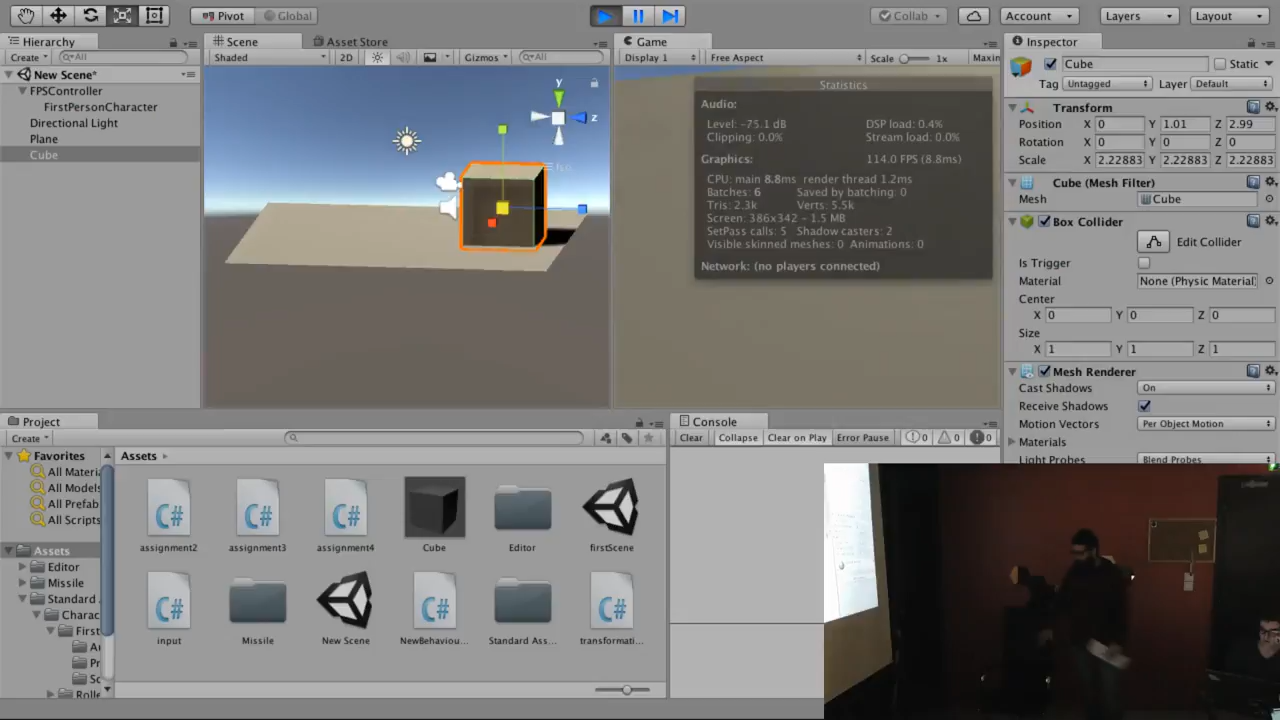 Pivot Global Collab Account Layers Layout
Hierarchy
Create All
New Scene*
FPSController
FirstPersonCharacter
Directional Light
Plane
Cube
Scene Asset Store
Shaded 2D Gizmos All
y
z
Iso
Game
Display 1 Free Aspect Scale 1x Maxin
Statistics
Audio:
Level: -75.1 dB DSP load: 0.4%
Clipping: 0.0% Stream load: 0.0%
Graphics: 114.0 FPS (8.8ms)
CPU: main 8.8ms render thread 1.2ms
Batches: 6 Saved by batching: 0
Tris: 2.3k Verts: 5.5k
Screen: 386x342 - 1.5 MB
SetPass calls: 5 Shadow casters: 2
Visible skinned meshes: 0 Animations: 0
Network: (no players connected)
Inspector
Cube Static
Tag Untagged Layer Default
Transform
Position X 0 Y 1.01 Z 2.99
Rotation X 0 Y 0 Z 0
Scale X 2.22883 Y 2.22883 Z 2.22883
Cube (Mesh Filter)
Mesh Cube
Box Collider
Edit Collider
Is Trigger
Material None (Physic Material)
Center
X 0 Y 0 Z 0
Size
X 1 Y 1 Z 1
Mesh Renderer
Cast Shadows On
Receive Shadows
Motion Vectors Per Object Motion
Materials
Light Probes Blend Probes
Project
Create
Favorites
All Materia
All Models
All Prefab
All Scripts
Assets
Editor
Missile
Standard
Charac
First
A
Pr
Sc
Rolle
Assets
C# C# C# 
assignment2 assignment3 assignment4 Cube Editor firstScene
C# C# C#
input Missile New Scene NewBehaviou... Standard Ass... transformati...
Console
Clear Collapse Clear on Play Error Pause 0 0 0